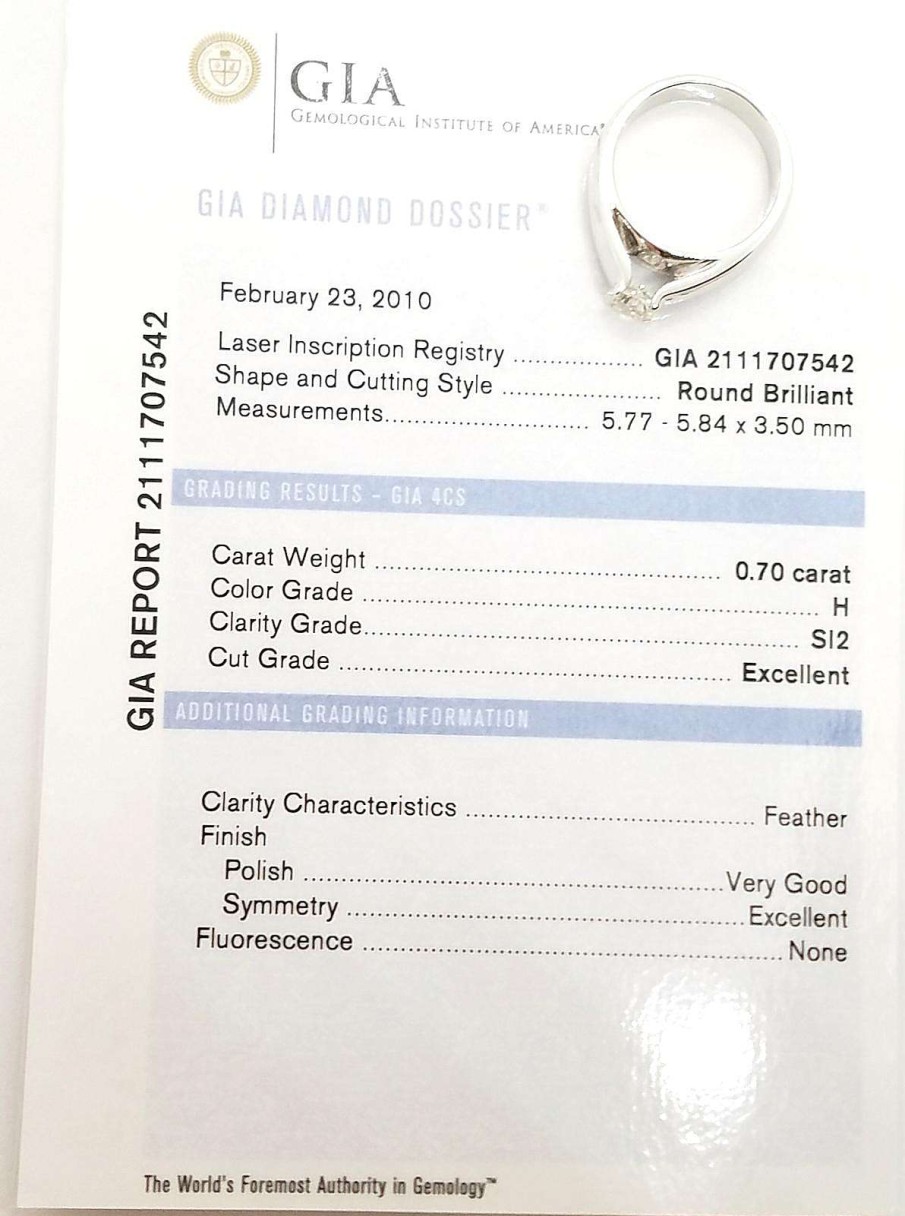 GIA
GEMOLOGICAL INSTITUTE OF AMERICA®
GIA DIAMOND DOSSIER®
February 23, 2010
Laser Inscription Registry .................. GIA 2111707542
Shape and Cutting Style ...................... Round Brilliant
Measurements............................ 5.77 - 5.84 x 3.50 mm
GIA REPORT 2111707542
GRADING RESULTS - GIA 4CS
Carat Weight ................................................ 0.70 carat
Color Grade ................................................................ H
Clarity Grade............................................................ SI2
Cut Grade ...................................................... Excellent
ADDITIONAL GRADING INFORMATION
Clarity Characteristics ........................................ Feather
Finish
Polish ..........................................................Very Good
Symmetry .......................................................Excellent
Fluorescence .......................................................... None
The World's Foremost Authority in Gemology™